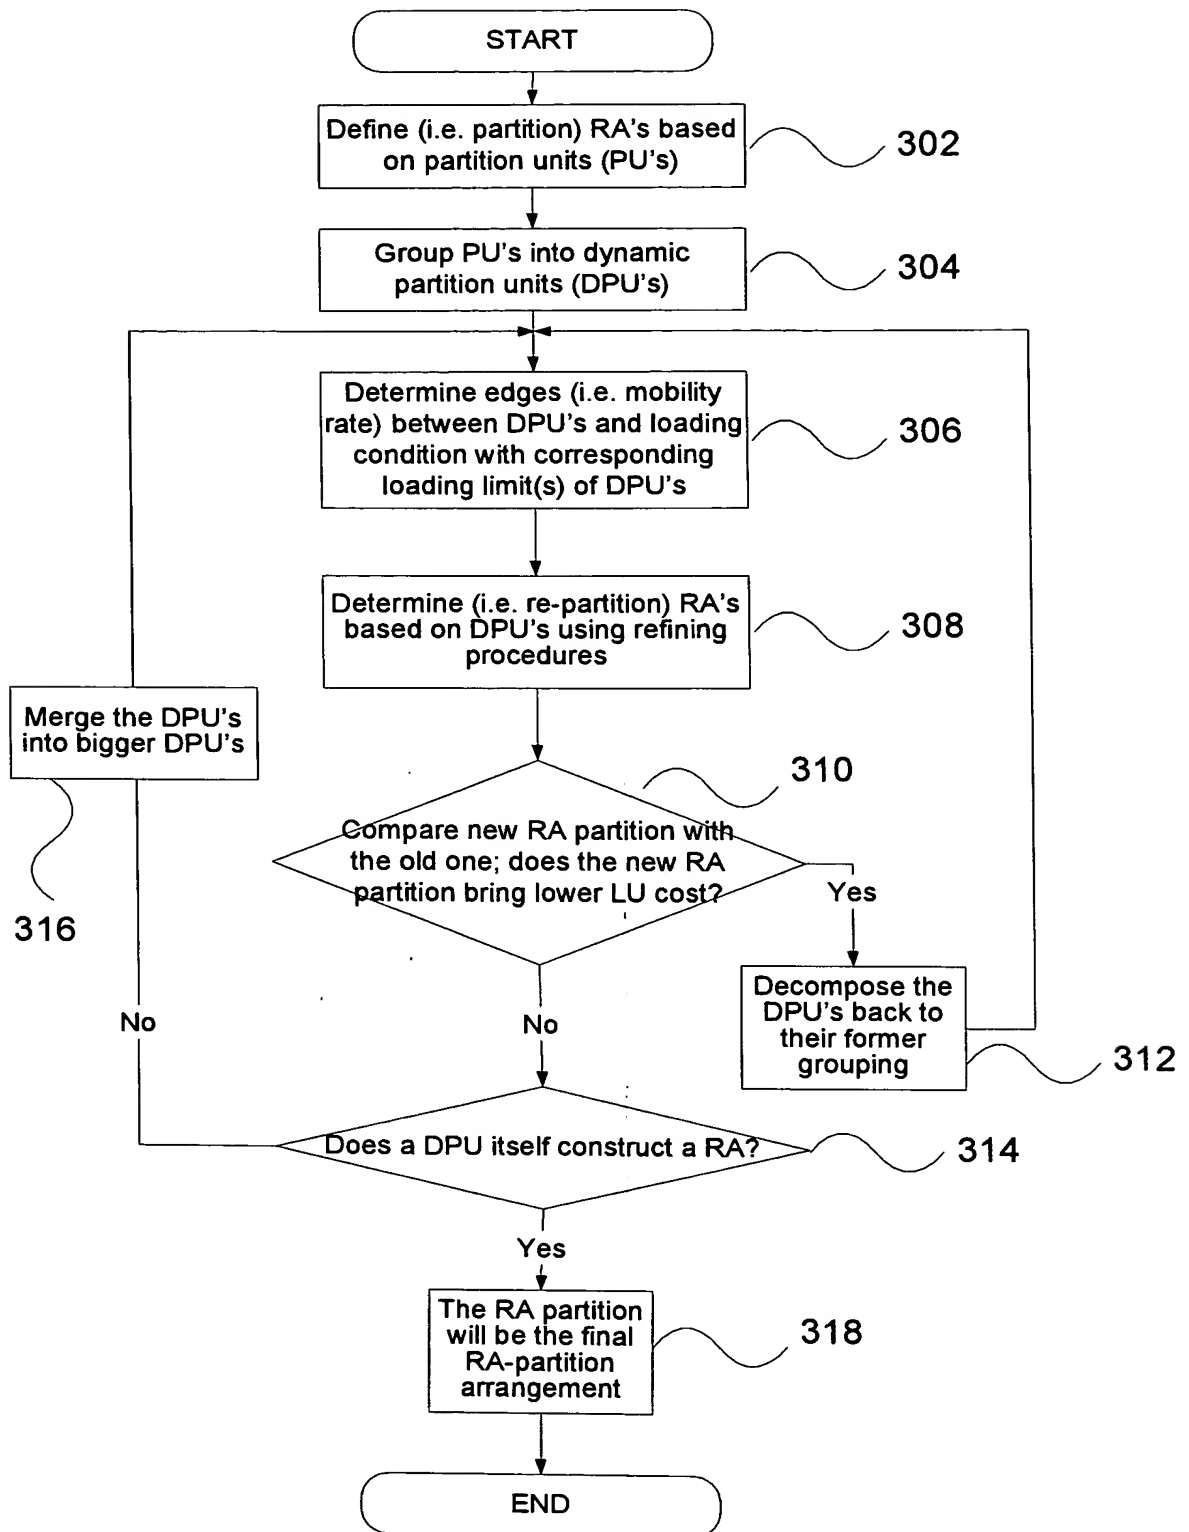 START
Define (i.e. partition) RA's based
on partition units (PU's)
302
Group PU's into dynamic
partition units (DPU's)
304
Determine edges (i.e. mobility
rate) between DPU's and loading
condition with corresponding
loading limit(s) of DPU's
306
Determine (i.e. re-partition) RA's
based on DPU's using refining
procedures
308
Merge the DPU's
into bigger DPU's
316
310
Compare new RA partition with
the old one; does the new RA
partition bring lower LU cost?
Yes
Decompose the
DPU's back to
their former
grouping
312
No
No
Does a DPU itself construct a RA?
314
Yes
The RA partition
will be the final
RA-partition
arrangement
318
END